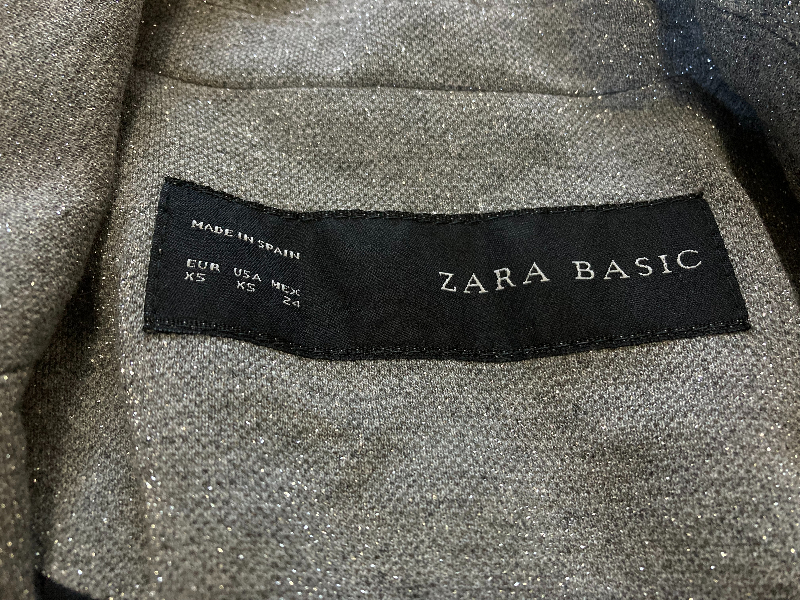 MADE IN SPAIN
EUR USA MEX
XS XS 24
ZARA BASIC